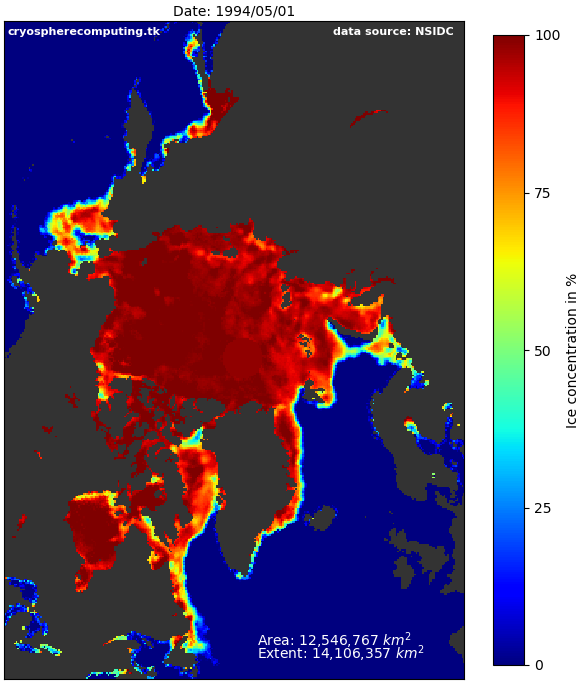 Date: 1994/05/01
cryospherecomputing.tk
data source: NSIDC
100
75
50
25
0
Ice concentration in %
Area: 12,546,767 km²
Extent: 14,106,357 km²